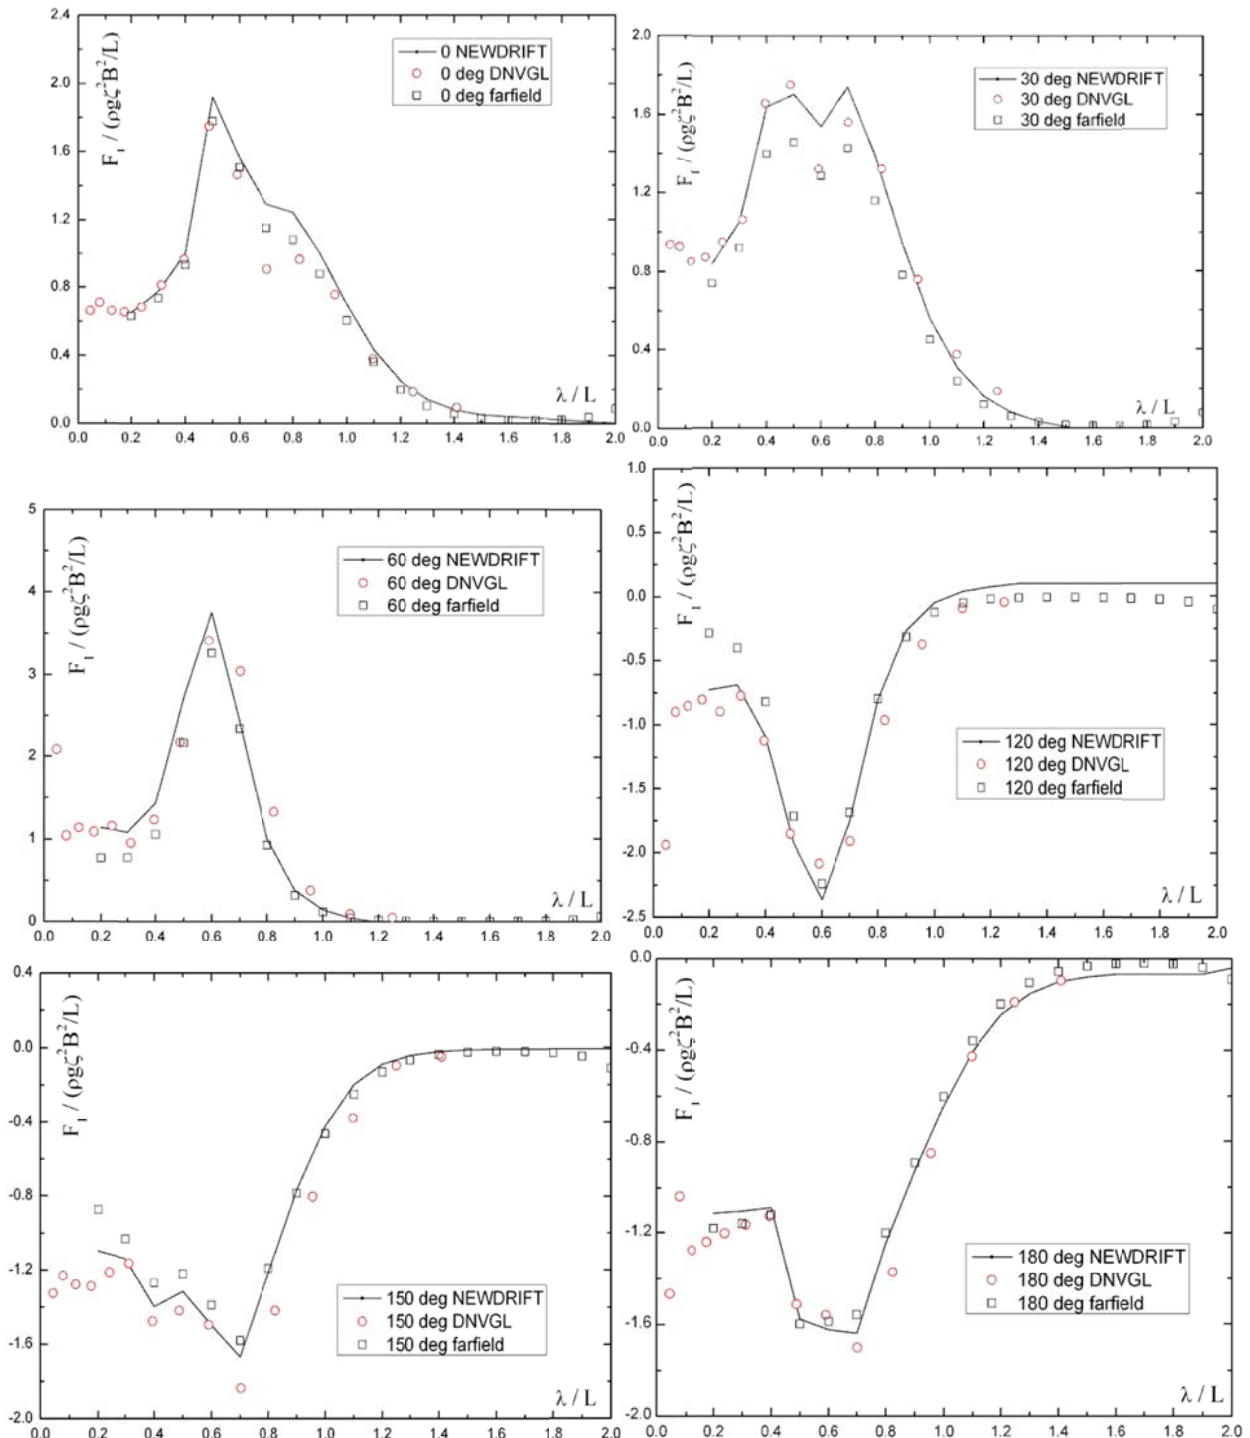 2.4
2.0
1.6
1.2
0.8
0.4
0.0
F₁ / (ρgζ²B²/L)
0 NEWDRIFT
0 deg DNVGL
0 deg farfield
λ / L
0.0 0.2 0.4 0.6 0.8 1.0 1.2 1.4 1.6 1.8 2.0
2.0
1.6
1.2
0.8
0.4
0.0
F₁ / (ρgζ²B²/L)
30 deg NEWDRIFT
30 deg DNVGL
30 deg farfield
λ / L
0.0 0.2 0.4 0.6 0.8 1.0 1.2 1.4 1.6 1.8 2.0
5
4
3
2
1
0
F₁ / (ρgζ²B²/L)
60 deg NEWDRIFT
60 deg DNVGL
60 deg farfield
λ / L
0.0 0.2 0.4 0.6 0.8 1.0 1.2 1.4 1.6 1.8 2.0
1.0
0.5
0.0
-0.5
-1.0
-1.5
-2.0
-2.5
F₁ / (ρgζ²B²/L)
120 deg NEWDRIFT
120 deg DNVGL
120 deg farfield
λ / L
0.0 0.2 0.4 0.6 0.8 1.0 1.2 1.4 1.6 1.8 2.0
0.4
0.0
-0.4
-0.8
-1.2
-1.6
-2.0
F₁ / (ρgζ²B²/L)
150 deg NEWDRIFT
150 deg DNVGL
150 deg farfield
λ / L
0.0 0.2 0.4 0.6 0.8 1.0 1.2 1.4 1.6 1.8 2.0
0.0
-0.4
-0.8
-1.2
-1.6
-2.0
F₁ / (ρgζ²B²/L)
180 deg NEWDRIFT
180 deg DNVGL
180 deg farfield
λ / L
0.0 0.2 0.4 0.6 0.8 1.0 1.2 1.4 1.6 1.8 2.0